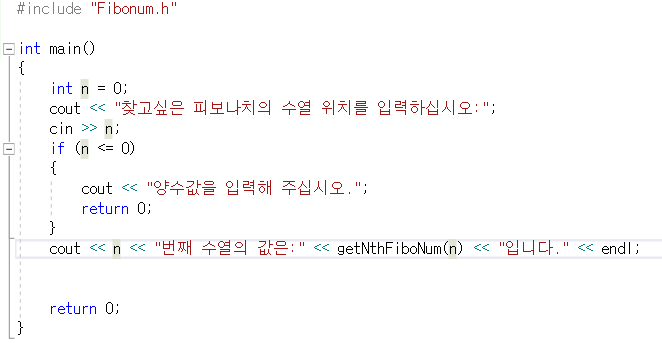 #include "Fibonum.h"
int main()
{
int n = 0;
cout << "찾고싶은 피보나치의 수열 위치를 입력하십시오:";
cin >> n;
if (n <= 0)
{
cout << "양수값을 입력해 주십시오.";
return 0;
}
cout << n << "번째 수열의 값은:" << getNthFiboNum(n) << "입니다." << endl;
return 0;
}